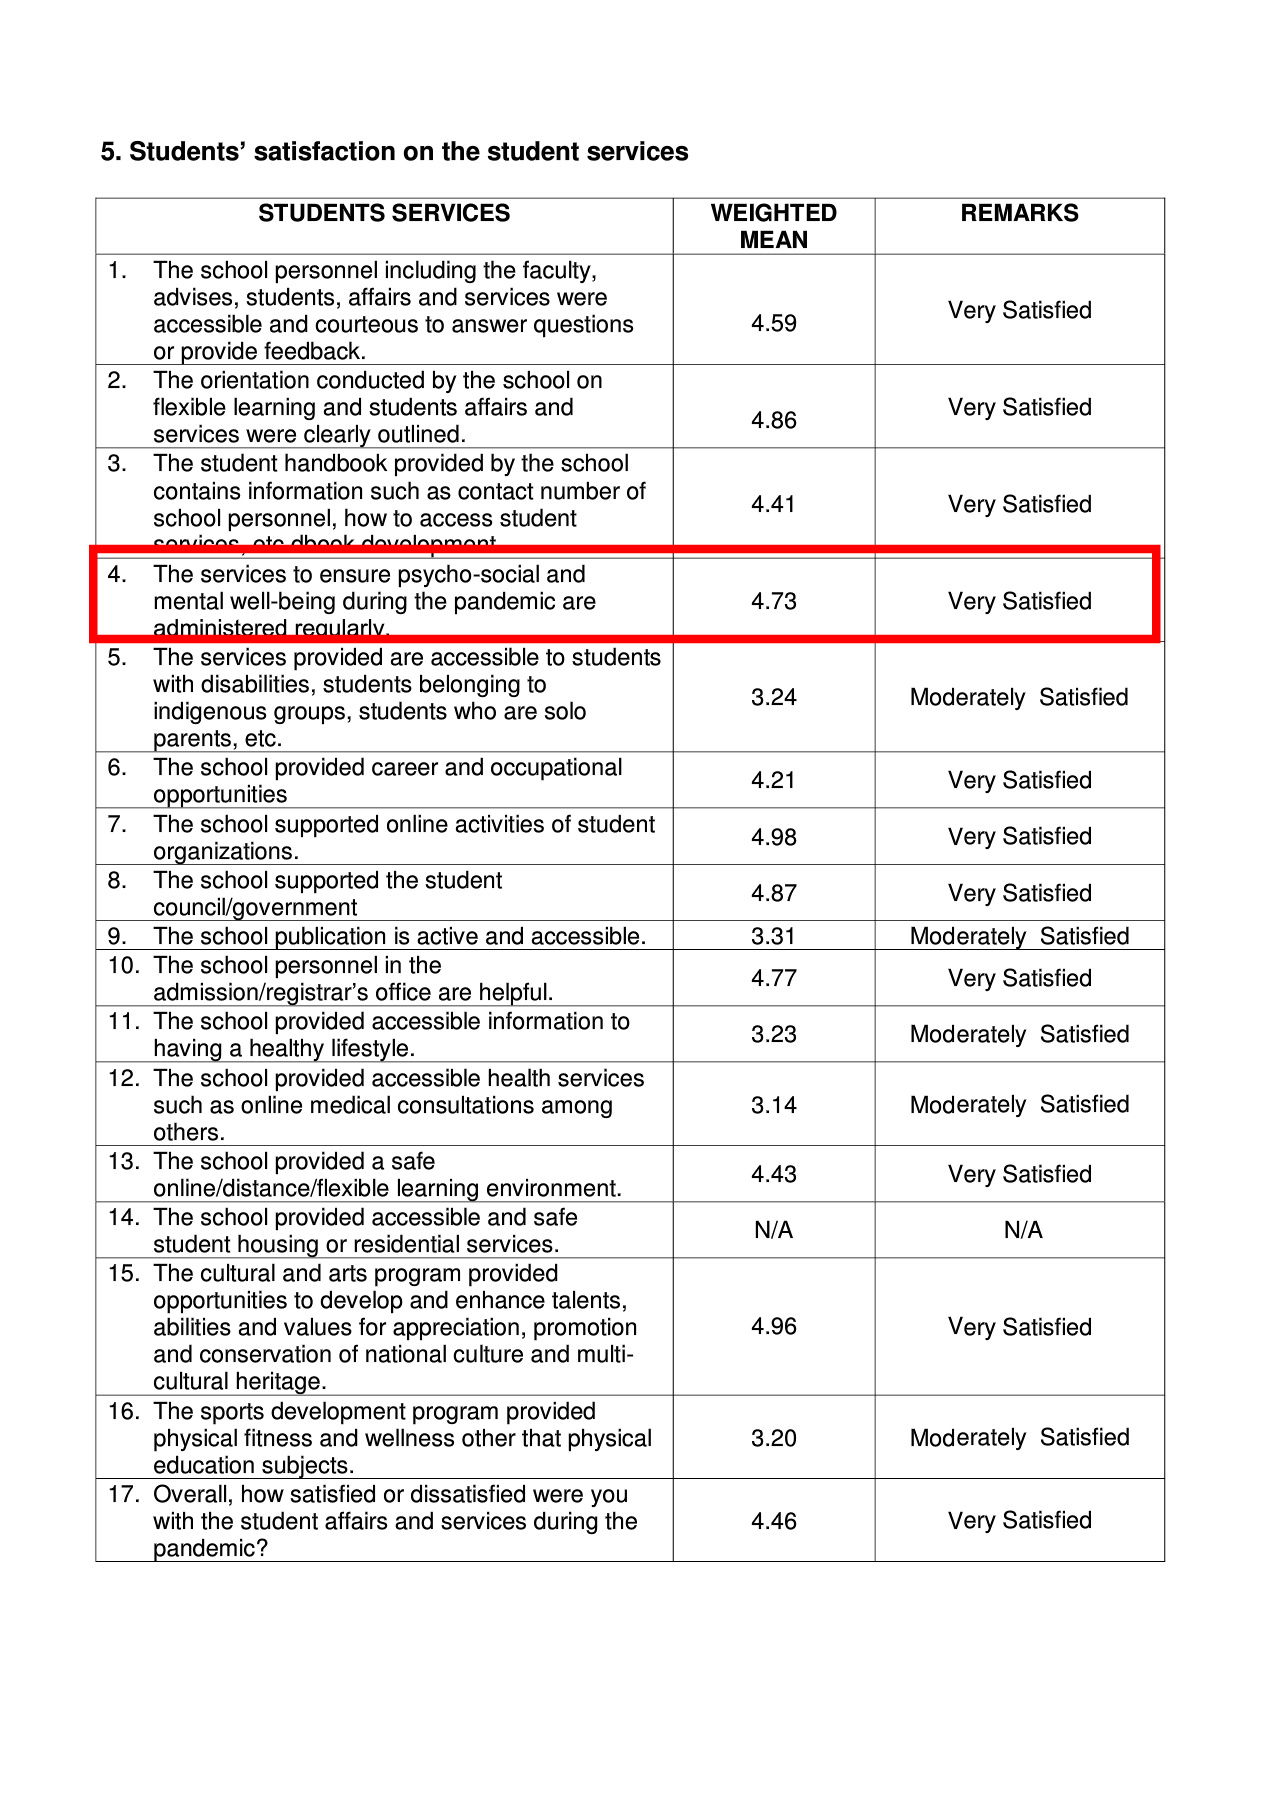 5. Students’ satisfaction on the student services
STUDENTS SERVICES
WEIGHTED
MEAN
REMARKS
1. The school personnel including the faculty,
advises, students, affairs and services were
accessible and courteous to answer questions
or provide feedback.
4.59
Very Satisfied
2. The orientation conducted by the school on
flexible learning and students affairs and
services were clearly outlined.
4.86
Very Satisfied
3. The student handbook provided by the school
contains information such as contact number of
school personnel, how to access student
services, etc dbook development
4.41
Very Satisfied
4. The services to ensure psycho-social and
mental well-being during the pandemic are
administered regularly.
4.73
Very Satisfied
5. The services provided are accessible to students
with disabilities, students belonging to
indigenous groups, students who are solo
parents, etc.
3.24
Moderately Satisfied
6. The school provided career and occupational
opportunities
4.21
Very Satisfied
7. The school supported online activities of student
organizations.
4.98
Very Satisfied
8. The school supported the student
council/government
4.87
Very Satisfied
9. The school publication is active and accessible.
3.31
Moderately Satisfied
10. The school personnel in the
admission/registrar’s office are helpful.
4.77
Very Satisfied
11. The school provided accessible information to
having a healthy lifestyle.
3.23
Moderately Satisfied
12. The school provided accessible health services
such as online medical consultations among
others.
3.14
Moderately Satisfied
13. The school provided a safe
online/distance/flexible learning environment.
4.43
Very Satisfied
14. The school provided accessible and safe
student housing or residential services.
N/A
N/A
15. The cultural and arts program provided
opportunities to develop and enhance talents,
abilities and values for appreciation, promotion
and conservation of national culture and multi-
cultural heritage.
4.96
Very Satisfied
16. The sports development program provided
physical fitness and wellness other that physical
education subjects.
3.20
Moderately Satisfied
17. Overall, how satisfied or dissatisfied were you
with the student affairs and services during the
pandemic?
4.46
Very Satisfied